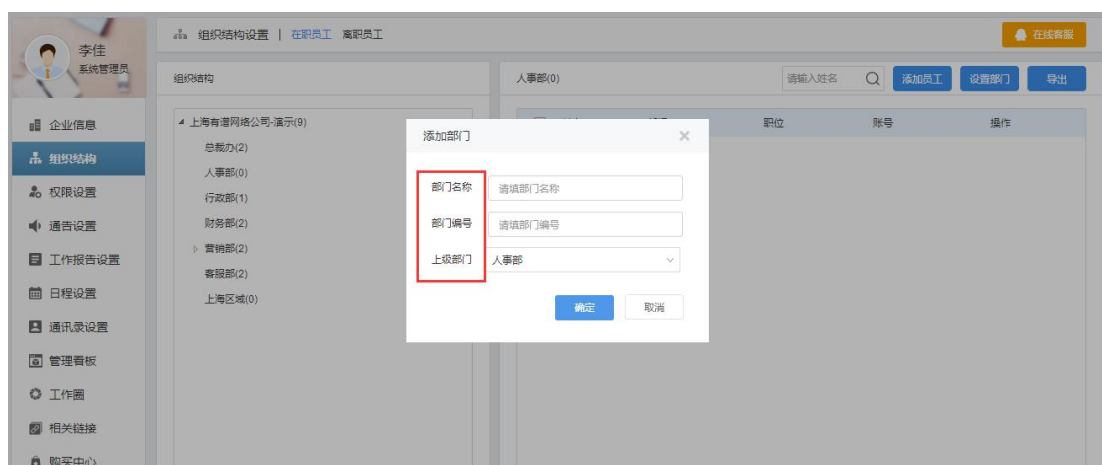 李佳
系统管理员
企业信息
组织结构
权限设置
通告设置
工作报告设置
日程设置
通讯录设置
管理看板
工作圈
相关链接
购买中心
组织结构设置 | 在职员工 离职员工
在线客服
组织结构
上海有谱网络公司-演示(9)
总裁办(2)
人事部(0)
行政部(1)
财务部(2)
营销部(2)
客服部(2)
上海区域(0)
人事部(0)
请输入姓名
添加员工
设置部门
导出
职位
账号
操作
添加部门
部门名称 请填部门名称
部门编号 请填部门编号
上级部门 人事部
确定 取消